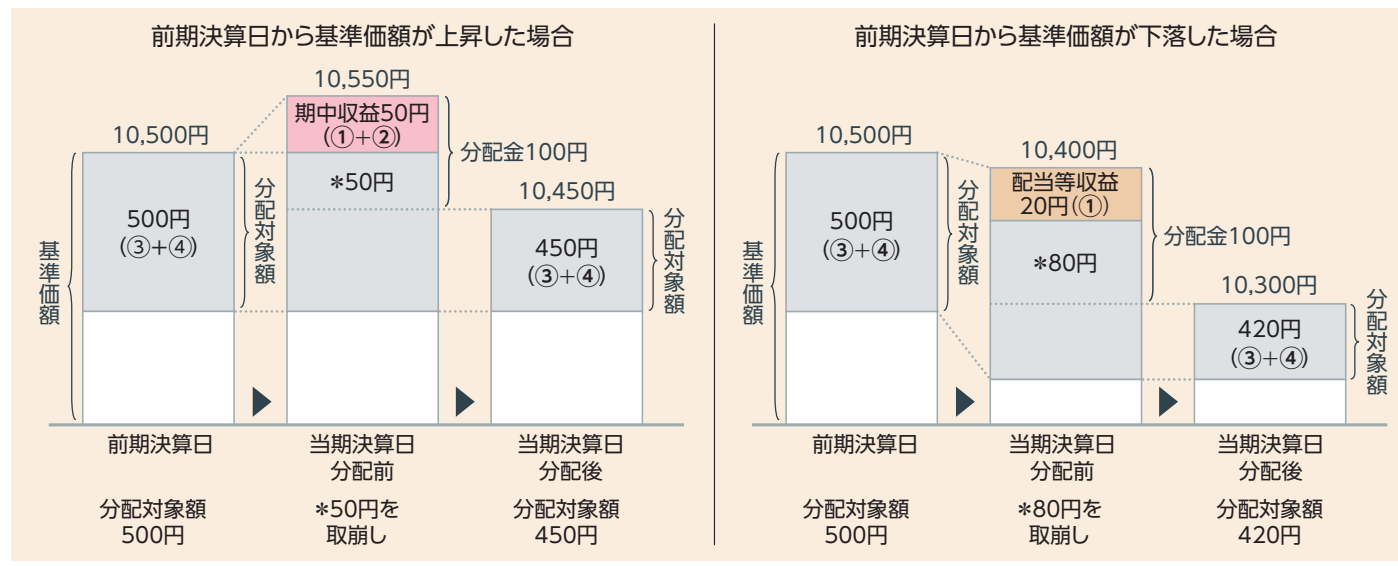 前期決算日から基準価額が上昇した場合
10,550円
期中収益50円
(①+②)
10,500円
分配金100円
*50円
10,450円
500円
(③+④)
分配対象額
450円
(③+④)
分配対象額
基準価額
前期決算日
当期決算日
分配前
当期決算日
分配後
分配対象額
500円
*50円を
取崩し
分配対象額
450円
前期決算日から基準価額が下落した場合
10,500円
10,400円
配当等収益
20円(①)
500円
(③+④)
分配対象額
分配金100円
*80円
10,300円
420円
(③+④)
分配対象額
基準価額
前期決算日
当期決算日
分配前
当期決算日
分配後
分配対象額
500円
*80円を
取崩し
分配対象額
420円